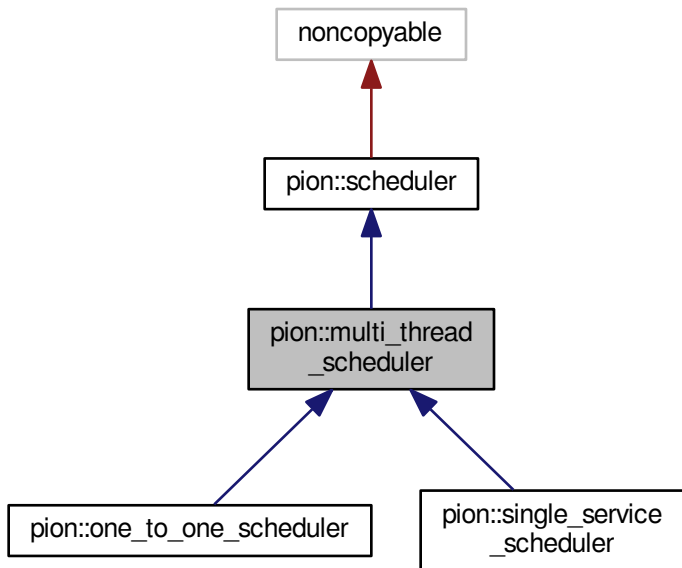 noncopyable
pion::scheduler
pion::multi_thread
_scheduler
pion::one_to_one_scheduler
pion::single_service
_scheduler